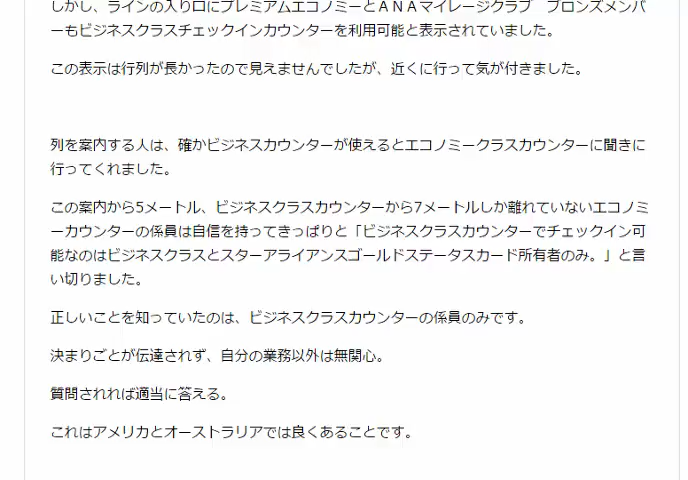 しかし、ラインの入り口にプレミアムエコノミーとＡＮＡマイレージクラブ　ブロンズメンバ
ーもビジネスクラスチェックインカウンターを利用可能と表示されていました。
この表示は行列が長かったので見えませんでしたが、近くに行って気が付きました。
列を案内する人は、確かビジネスカウンターが使えるとエコノミークラスカウンターに聞きに
行ってくれました。
この案内から5メートル、ビジネスクラスカウンターから7メートルしか離れていないエコノミ
ーカウンターの係員は自信を持ってきっぱりと「ビジネスクラスカウンターでチェックイン可
能なのはビジネスクラスとスターアライアンスゴールドステータスカード所有者のみ。」と言
い切りました。
正しいことを知っていたのは、ビジネスクラスカウンターの係員のみです。
決まりごとが伝達されず、自分の業務以外は無関心。
質問されれば適当に答える。
これはアメリカとオーストラリアでは良くあることです。